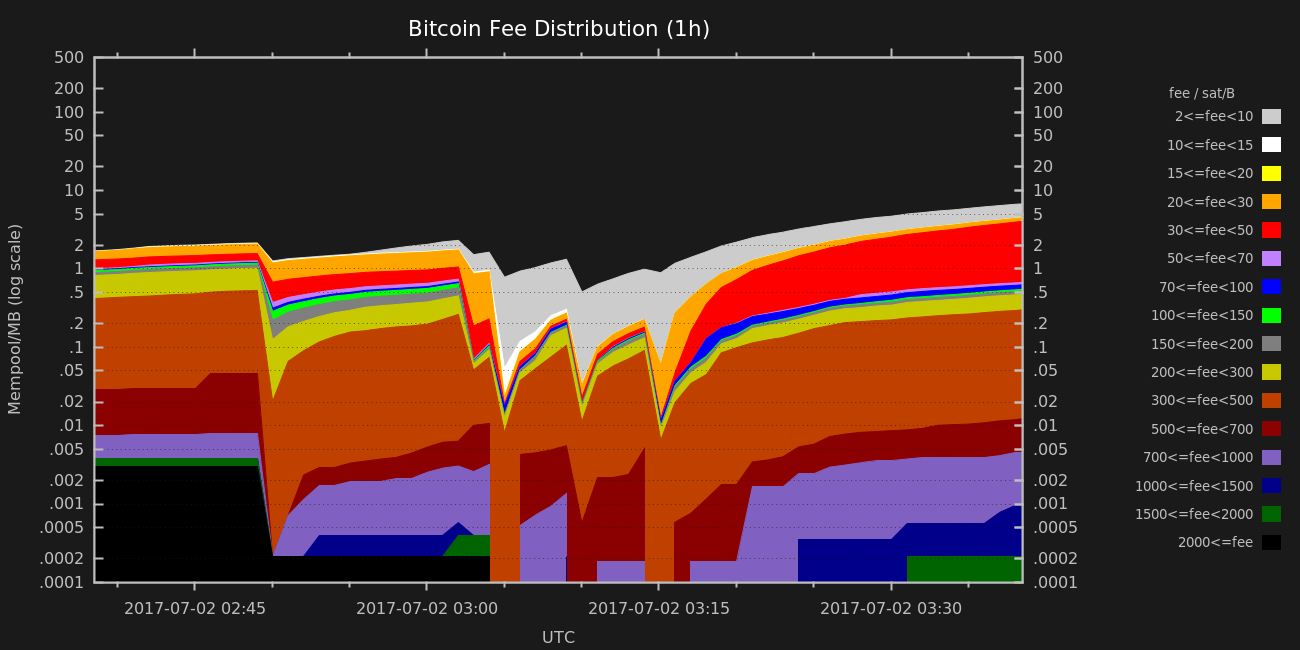 Bitcoin Fee Distribution (1h)
Mempool/MB (log scale)
500
200
100
50
20
10
5
2
1
.5
.2
.1
.05
.02
.01
.005
.002
.001
.0005
.0002
.0001
500
200
100
50
20
10
5
2
1
.5
.2
.1
.05
.02
.01
.005
.002
.001
.0005
.0002
.0001
2017-07-02 02:45
2017-07-02 03:00
2017-07-02 03:15
2017-07-02 03:30
UTC
fee / sat/B
2<=fee<10
10<=fee<15
15<=fee<20
20<=fee<30
30<=fee<50
50<=fee<70
70<=fee<100
100<=fee<150
150<=fee<200
200<=fee<300
300<=fee<500
500<=fee<700
700<=fee<1000
1000<=fee<1500
1500<=fee<2000
2000<=fee